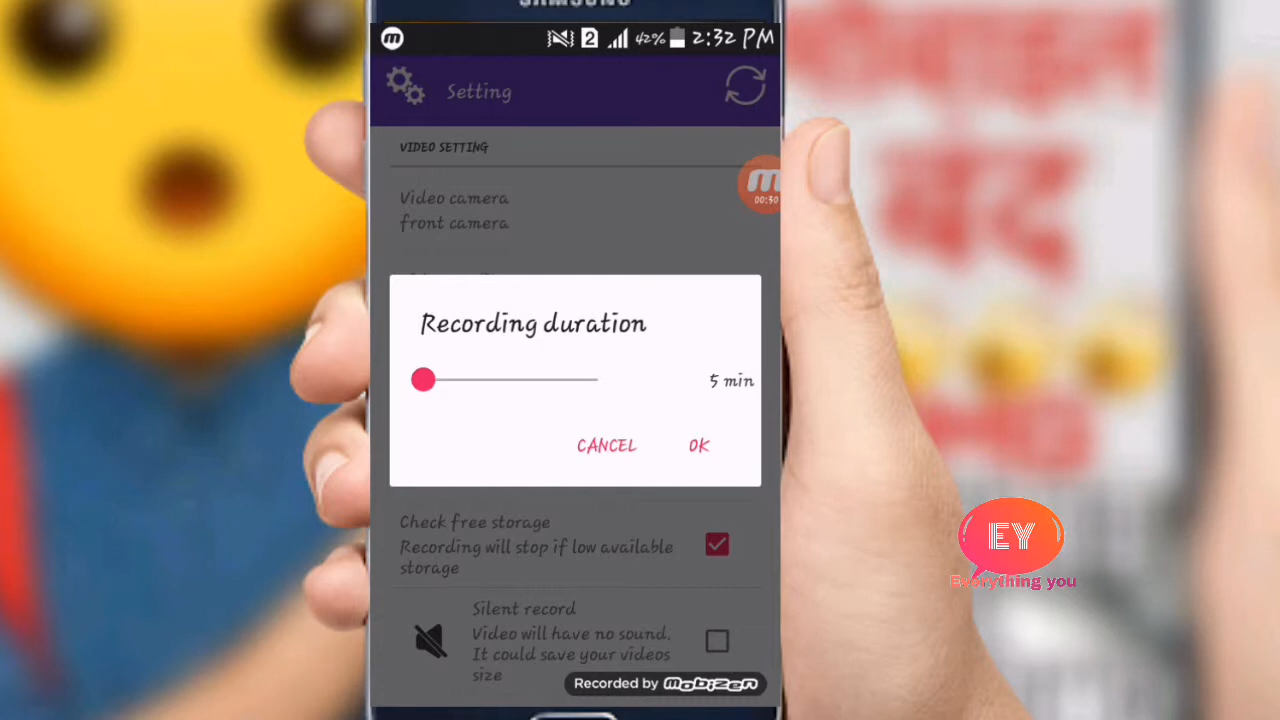 SAMSUNG
2 42% 2:32 PM
Setting
VIDEO SETTING
Video camera
front camera
00:30
Recording duration
5 min
CANCEL OK
Check free storage
Recording will stop if low available
storage
Silent record
Video will have no sound.
It could save your videos
size
Recorded by mobizen
EY
Everything you
बंद